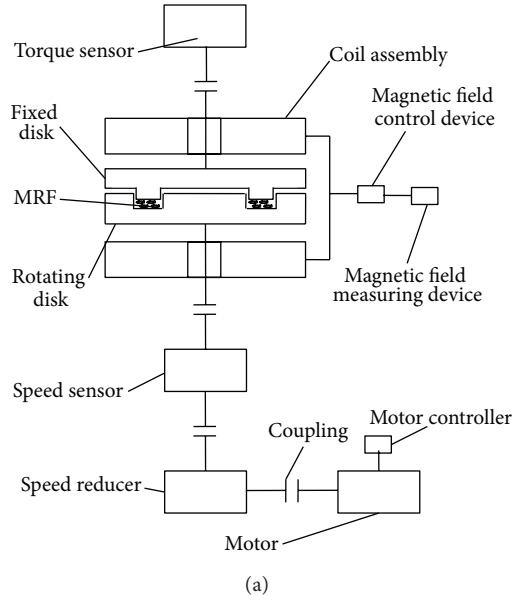 Torque sensor
Coil assembly
Magnetic field
control device
Fixed
disk
MRF
Rotating
disk
Magnetic field
measuring device
Speed sensor
Coupling
Motor controller
Speed reducer
Motor
(a)